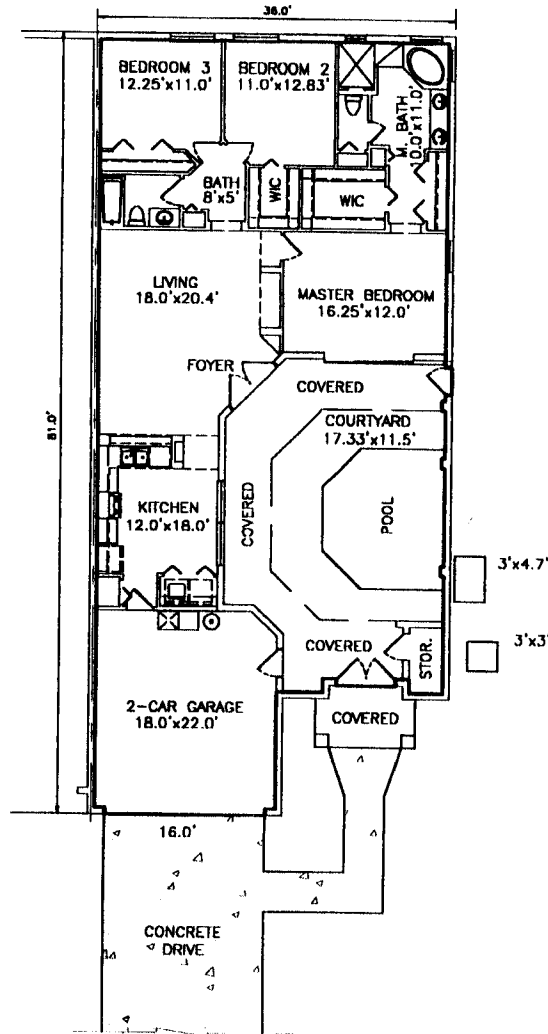 36.0'
BEDROOM 3
12.25'x11.0'
BEDROOM 2
11.0'x12.83'
M. BATH
10.0'x11.0'
BATH
8'x5'
WIC
WIC
LIVING
18.0'x20.4'
MASTER BEDROOM
16.25'x12.0'
FOYER
COVERED
81.0'
COURTYARD
17.33'x11.5'
COVERED
POOL
KITCHEN
12.0'x18.0'
3'x4.7'
COVERED
STOR.
3'x3'
2-CAR GARAGE
18.0'x22.0'
COVERED
16.0'
CONCRETE
DRIVE